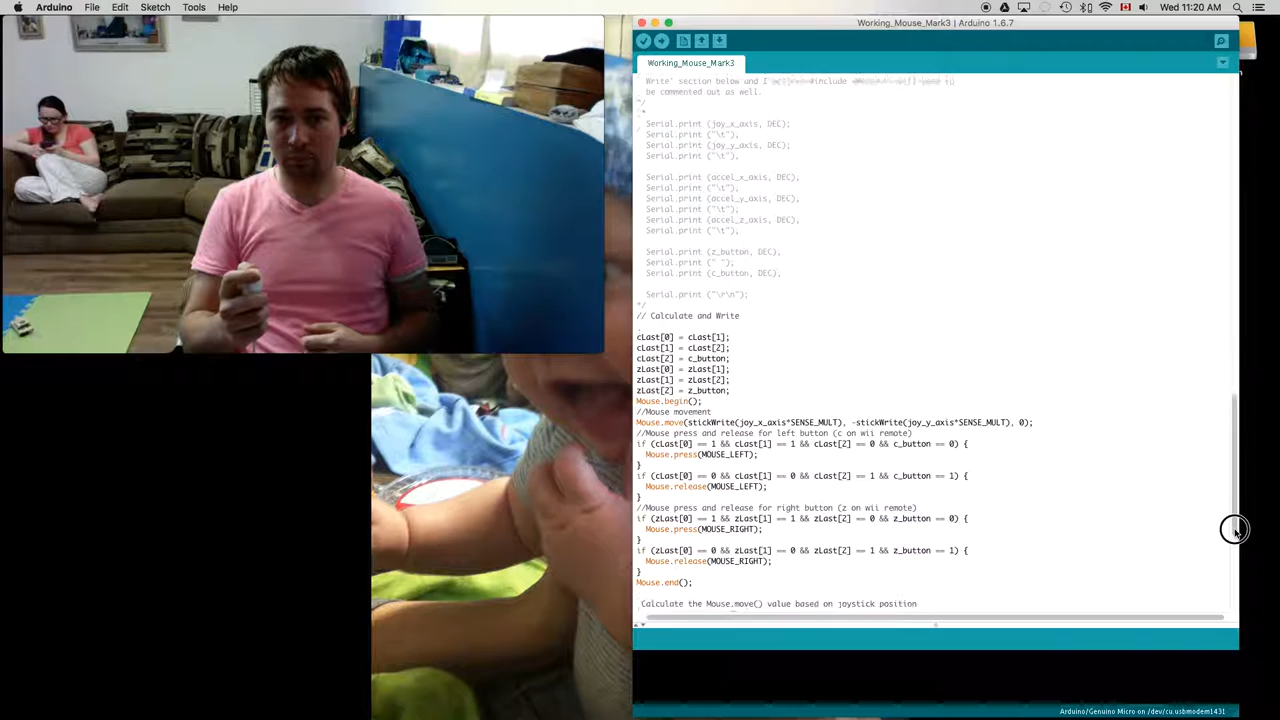 Arduino File Edit Sketch Tools Help
Wed 11:20 AM
Working_Mouse_Mark3 | Arduino 1.6.7
Working_Mouse_Mark3
Write' section below and I
be commented out as well.
*/
Serial.print (joy_x_axis, DEC);
Serial.print ("\t"),
Serial.print (joy_y_axis, DEC);
Serial.print ("\t"),
Serial.print (accel_x_axis, DEC),
Serial.print ("\t"),
Serial.print (accel_y_axis, DEC),
Serial.print ("\t");
Serial.print (accel_z_axis, DEC),
Serial.print ("\t"),
Serial.print (z_button, DEC),
Serial.print (" ");
Serial.print (c_button, DEC),
Serial.print ("\r\n");
*/
// Calculate and Write
cLast[0] = cLast[1];
cLast[1] = cLast[2];
cLast[2] = c_button;
zLast[0] = zLast[1];
zLast[1] = zLast[2];
zLast[2] = z_button;
Mouse.begin();
//Mouse movement
Mouse.move(stickWrite(joy_x_axis*SENSE_MULT), -stickWrite(joy_y_axis*SENSE_MULT), 0);
//Mouse press and release for left button (c on wii remote)
if (cLast[0] == 1 && cLast[1] == 1 && cLast[2] == 0 && c_button == 0) {
Mouse.press(MOUSE_LEFT);
}
if (cLast[0] == 0 && cLast[1] == 0 && cLast[2] == 1 && c_button == 1) {
Mouse.release(MOUSE_LEFT);
}
//Mouse press and release for right button (z on wii remote)
if (zLast[0] == 1 && zLast[1] == 1 && zLast[2] == 0 && z_button == 0) {
Mouse.press(MOUSE_RIGHT);
}
if (zLast[0] == 0 && zLast[1] == 0 && zLast[2] == 1 && z_button == 1) {
Mouse.release(MOUSE_RIGHT);
}
Mouse.end();
Calculate the Mouse.move() value based on joystick position
Arduino/Genuino Micro on /dev/cu.usbmodem1431